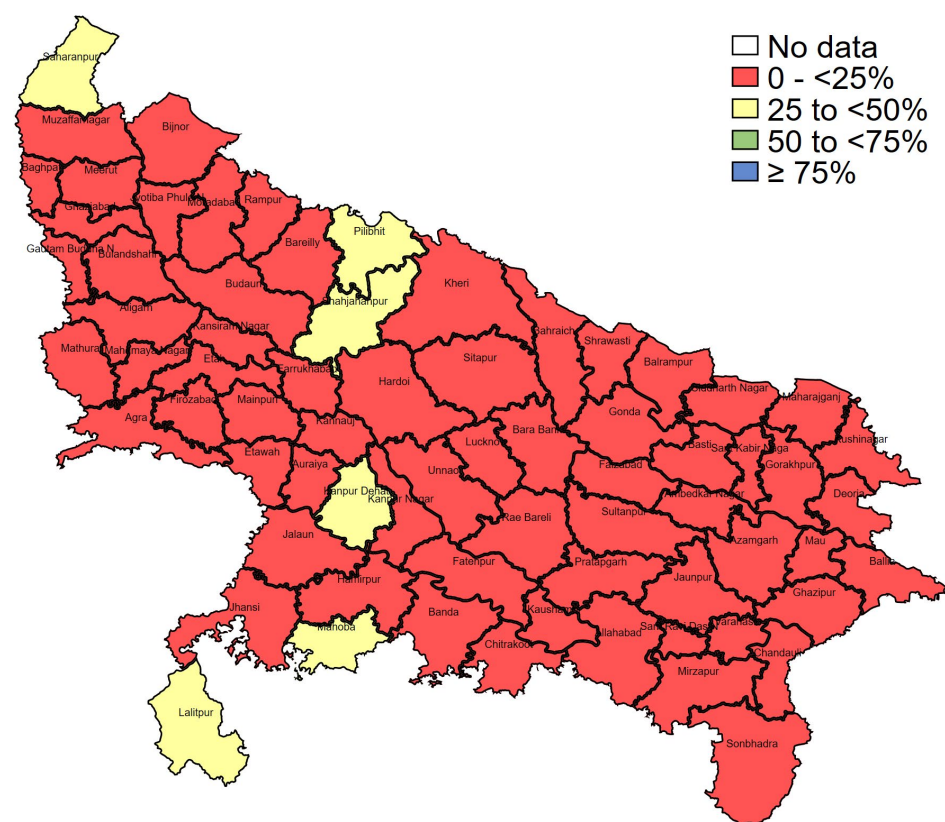 No data
0 - <25%
25 to <50%
50 to <75%
≥ 75%
Saharanpur
Muzaffarnagar
Bijnor
Baghpat
Meerut
Jyotiba Phule N
Moradabad
Rampur
Ghaziabad
Pilibhit
Bareilly
Gautam Buddha N
Bulandshahr
Budaun
Kheri
Shahjahanpur
Aligarh
Kansiram Nagar
Bahraich
Shrawasti
Mathura
Mahamaya Nagar
Etah
Sitapur
Balrampur
Farrukhabad
Hardoi
Siddharth Nagar
Maharajganj
Firozabad
Mainpuri
Gonda
Agra
Kannauj
Bara Banki
Kushinagar
Lucknow
Basti
Sant Kabir Naga
Etawah
Auraiya
Unnao
Faizabad
Gorakhpur
Kanpur Dehat
Kanpur Nagar
Ambedkar Nagar
Deoria
Rae Bareli
Sultanpur
Jalaun
Azamgarh
Mau
Fatehpur
Pratapgarh
Ballia
Hamirpur
Jaunpur
Ghazipur
Jhansi
Banda
Kaushambi
Mahoba
Allahabad
Sant Ravi Das N
Varanasi
Chitrakoot
Chandauli
Mirzapur
Lalitpur
Sonbhadra